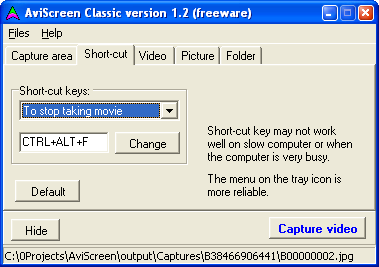 AviScreen Classic version 1.2 (freeware)
Files Help
Capture area Short-cut Video Picture Folder
Short-cut keys:
To stop taking movie
CTRL+ALT+F Change
Short-cut key may not work
well on slow computer or when
the computer is very busy.
The menu on the tray icon is
more reliable.
Default
Hide Capture video
C:\0Projects\AviScreen\output\Captures\B38466906441\B00000002.jpg